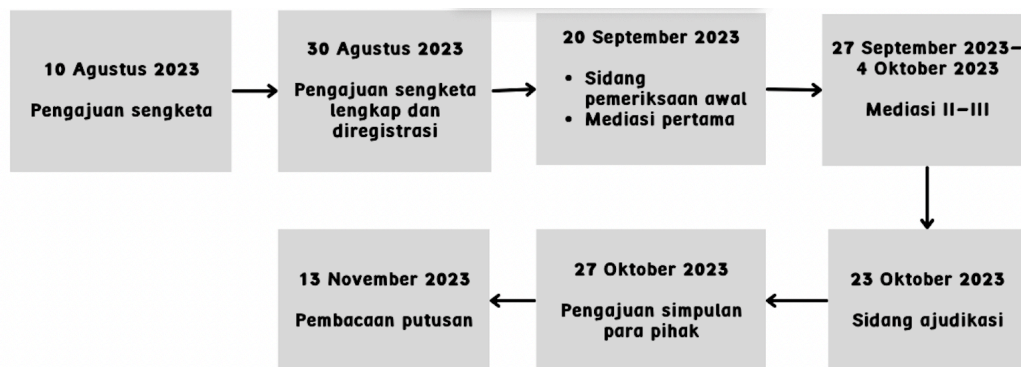 10 Agustus 2023
Pengajuan sengketa
30 Agustus 2023
Pengajuan sengketa
lengkap dan
diregistrasi
20 September 2023
• Sidang
pemeriksaan awal
• Mediasi pertama
27 September 2023–
4 Oktober 2023
Mediasi II–III
23 Oktober 2023
Sidang ajudikasi
27 Oktober 2023
Pengajuan simpulan
para pihak
13 November 2023
Pembacaan putusan